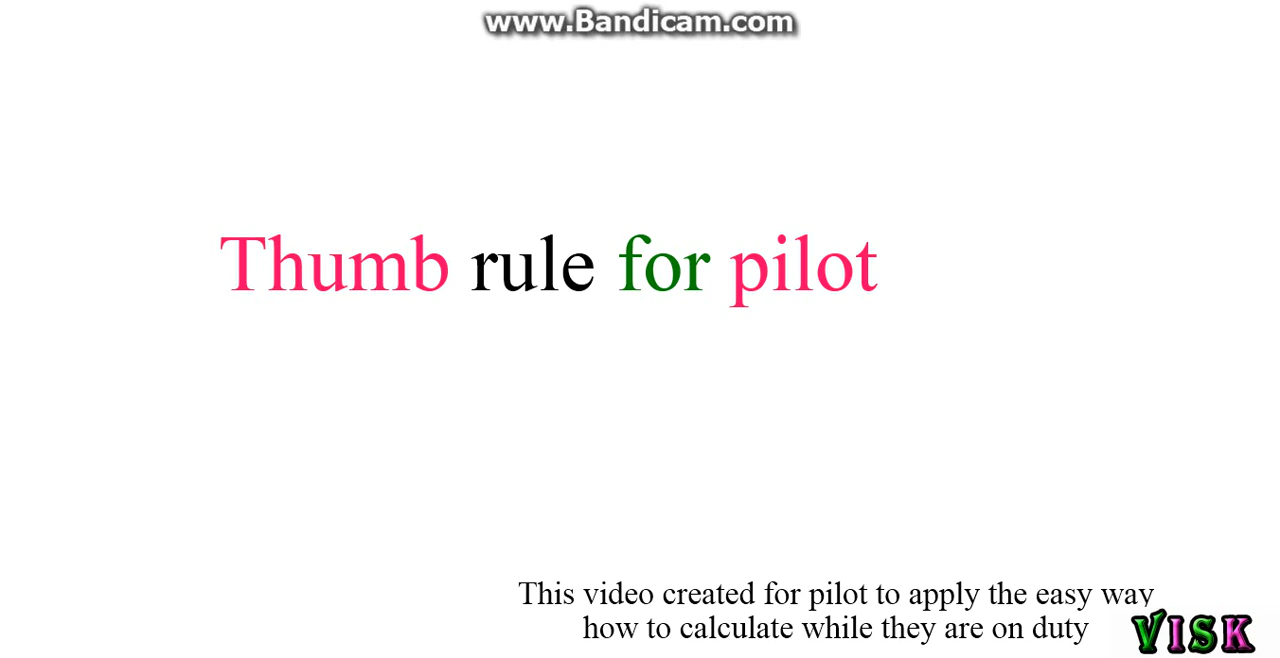 www.Bandicam.com
Thumb rule for pilot
This video created for pilot to apply the easy way
how to calculate while they are on duty
VISK